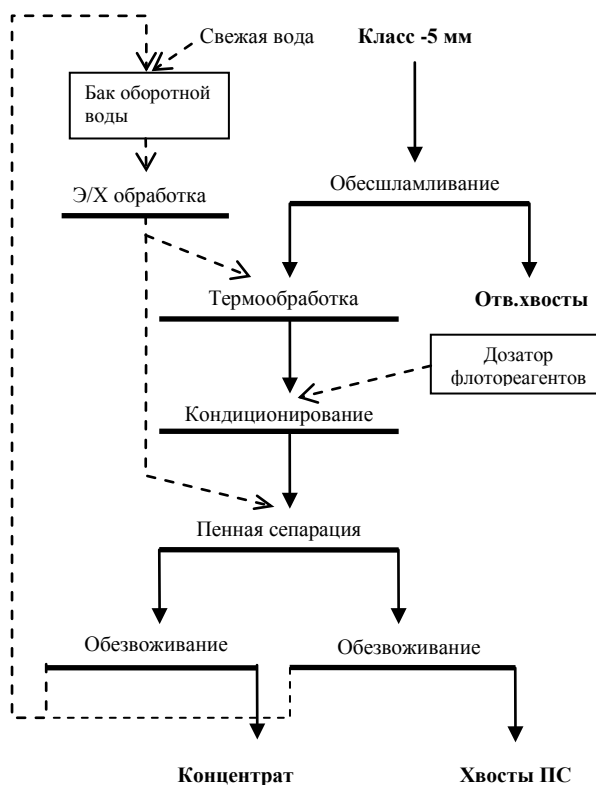 Свежая вода
Класс -5 мм
Бак оборотной
воды
Э/Х обработка
Обесшламливание
Термообработка
Отв.хвосты
Дозатор
флотореагентов
Кондиционирование
Пенная сепарация
Обезвоживание
Обезвоживание
Концентрат
Хвосты ПС